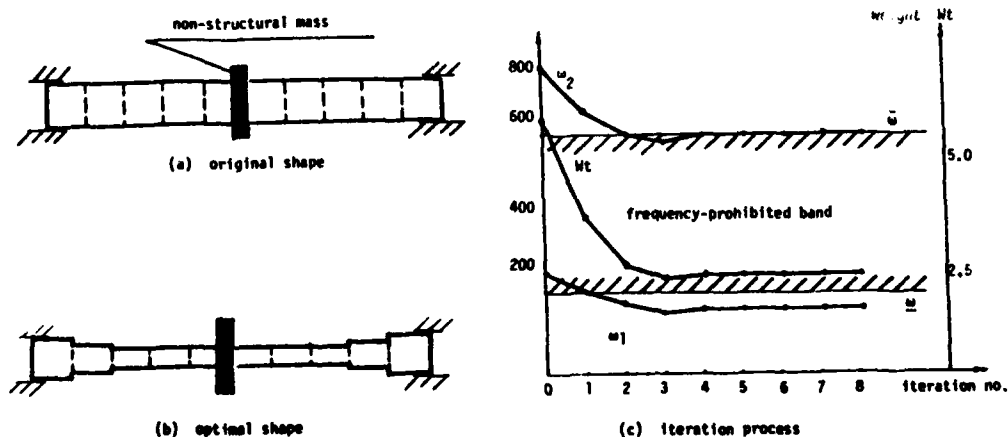 non-structural mass
(a) original shape
(b) optimal shape
Weight Wt
800
600
400
200
0
ω2
Wt
ω1
ω̄
frequency-prohibited band
ω̲
5.0
2.5
0 1 2 3 4 5 6 7 8 iteration no.
(c) iteration process